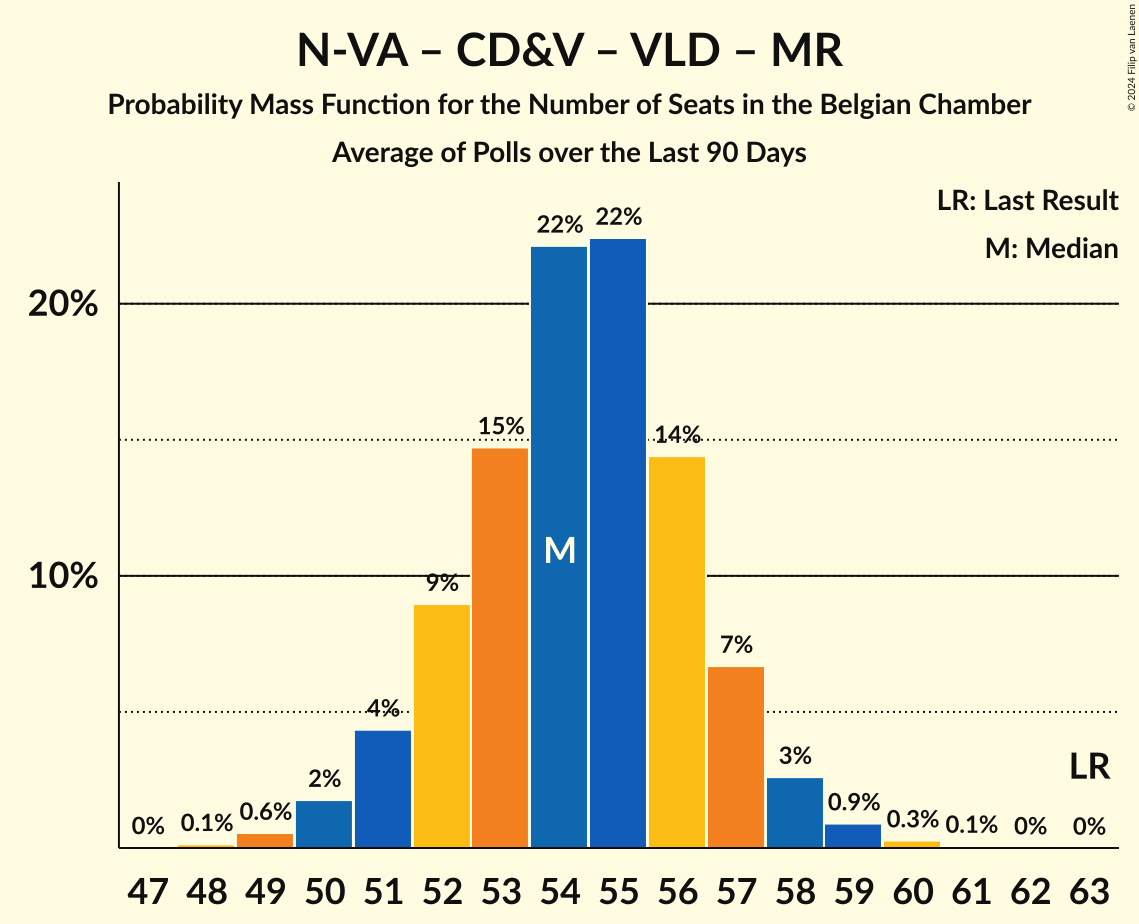 N-VA – CD&V – VLD – MR
Probability Mass Function for the Number of Seats in the Belgian Chamber
Average of Polls over the Last 90 Days
© 2024 Filip van Laenen
LR: Last Result
M: Median
20%
10%
0%
0.1%
0.6%
2%
4%
9%
15%
22%
22%
14%
7%
3%
0.9%
0.3%
0.1%
0%
0%
M
LR
47 48 49 50 51 52 53 54 55 56 57 58 59 60 61 62 63